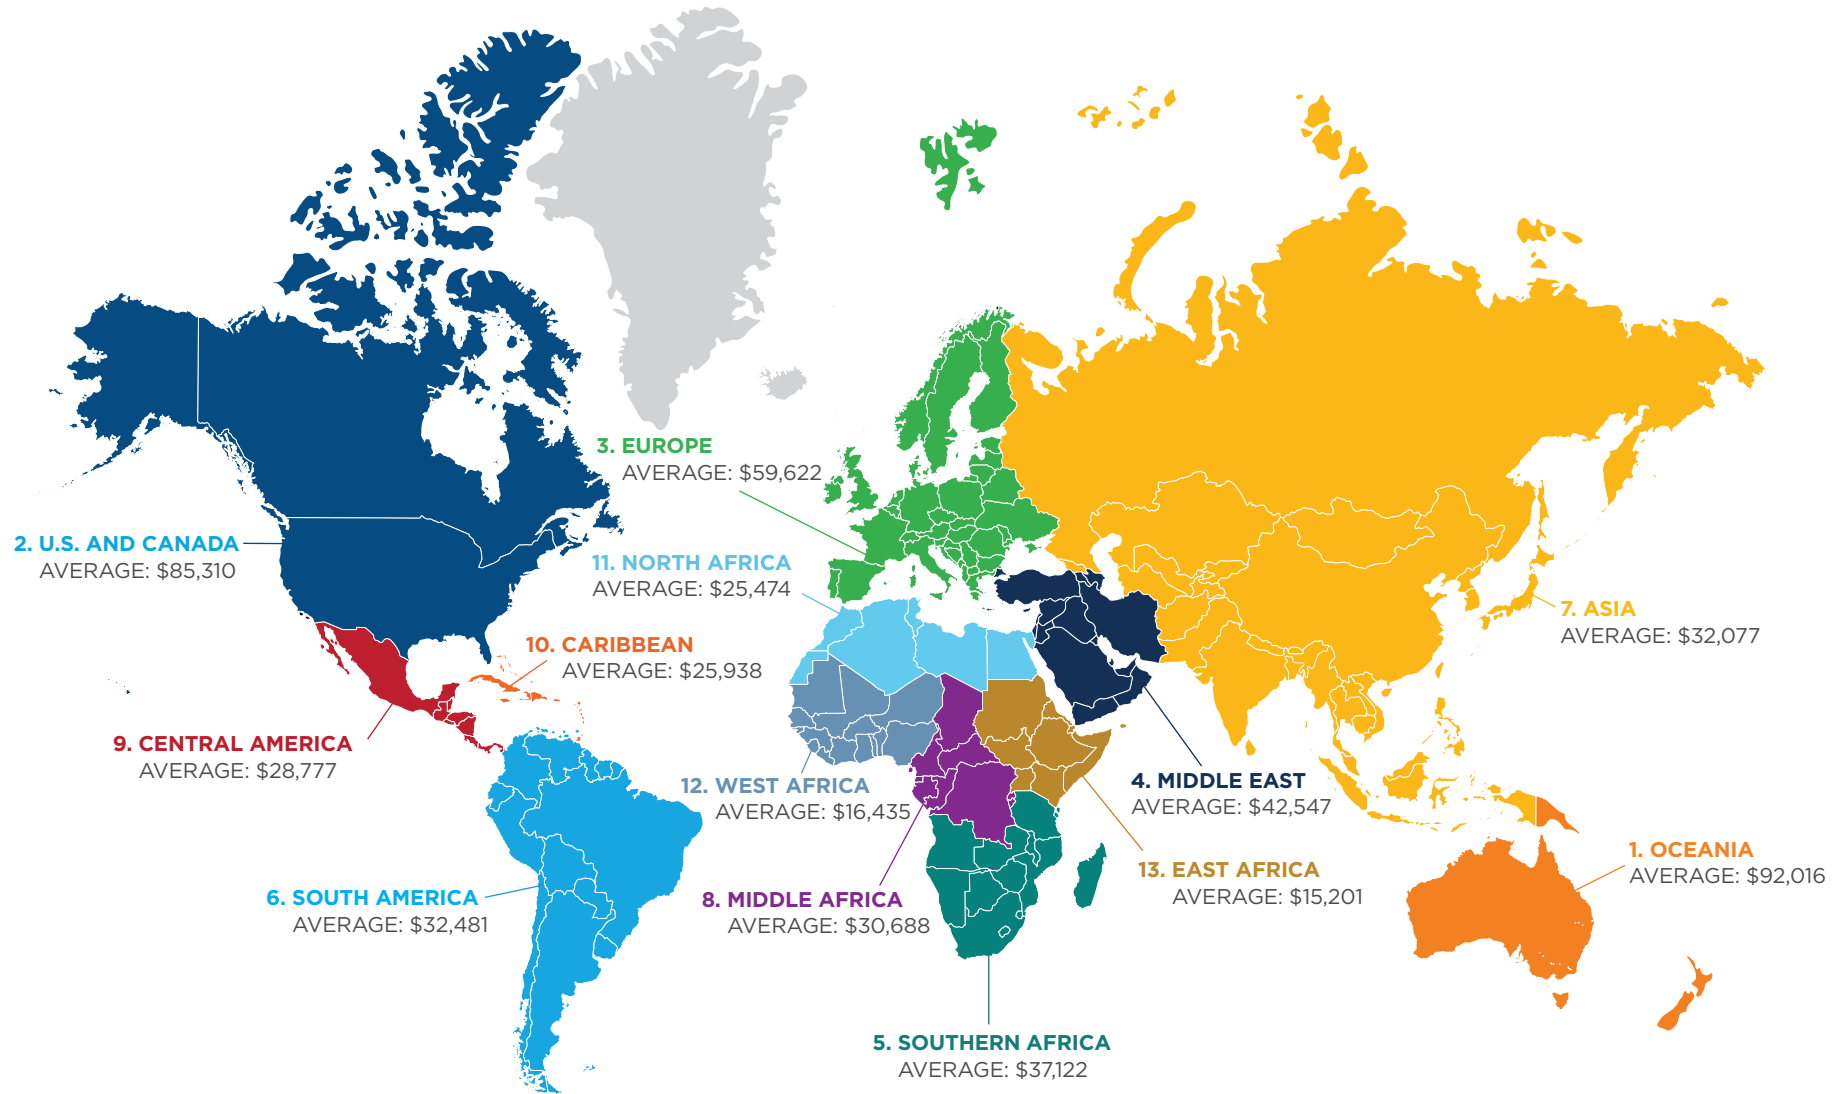 3. EUROPE
AVERAGE: $59,622
2. U.S. AND CANADA
AVERAGE: $85,310
11. NORTH AFRICA
AVERAGE: $25,474
7. ASIA
AVERAGE: $32,077
10. CARIBBEAN
AVERAGE: $25,938
9. CENTRAL AMERICA
AVERAGE: $28,777
12. WEST AFRICA
AVERAGE: $16,435
4. MIDDLE EAST
AVERAGE: $42,547
1. OCEANIA
AVERAGE: $92,016
13. EAST AFRICA
AVERAGE: $15,201
6. SOUTH AMERICA
AVERAGE: $32,481
8. MIDDLE AFRICA
AVERAGE: $30,688
5. SOUTHERN AFRICA
AVERAGE: $37,122